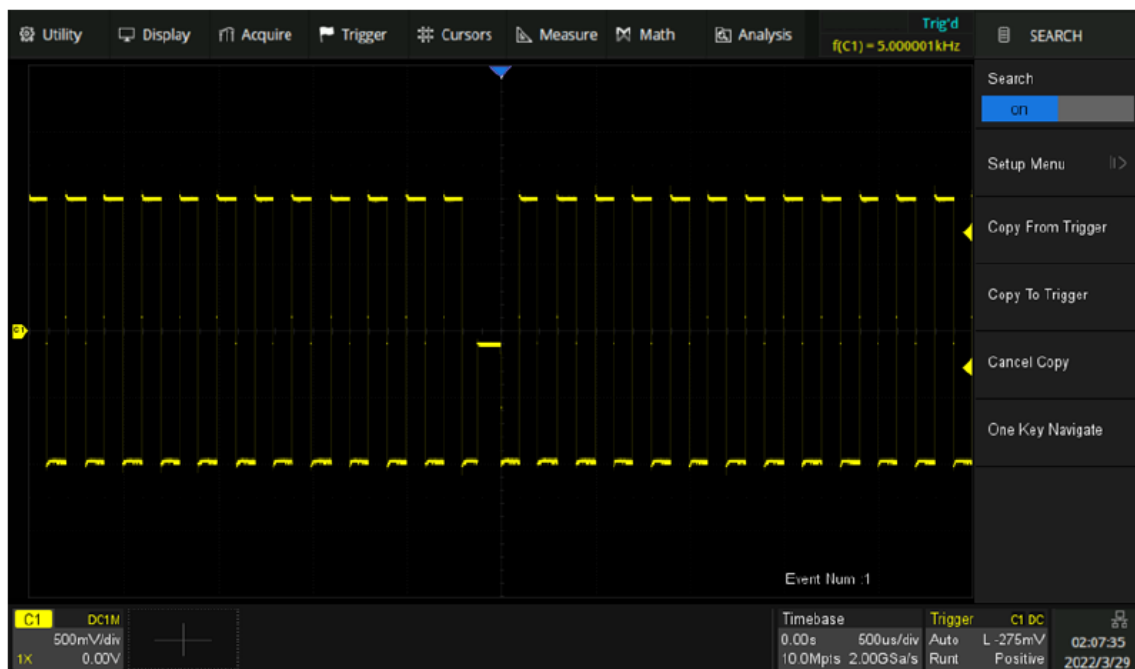 Utility Display Acquire Trigger Cursors Measure Math Analysis
Trig'd
f(C1) = 5.000001kHz
SEARCH
Search
on
Setup Menu
Copy From Trigger
Copy To Trigger
Cancel Copy
One Key Navigate
C1
Event Num :1
C1 DC1M
500mV/div
1X 0.00V
Timebase
0.00s 500us/div
10.0Mpts 2.00GSa/s
Trigger C1 DC
Auto L -275mV
Runt Positive
02:07:35
2022/3/29